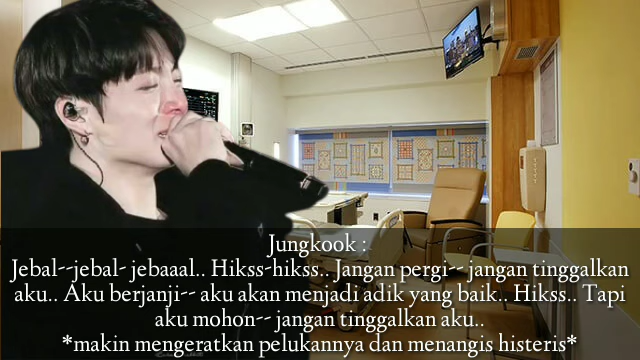 Jungkook :
Jebal--jebal- jebaaal.. Hikss-hikss.. Jangan pergi-- jangan tinggalkan
aku.. Aku berjanji-- aku akan menjadi adik yang baik.. Hikss.. Tapi
aku mohon-- jangan tinggalkan aku..
*makin mengeratkan pelukannya dan menangis histeris*